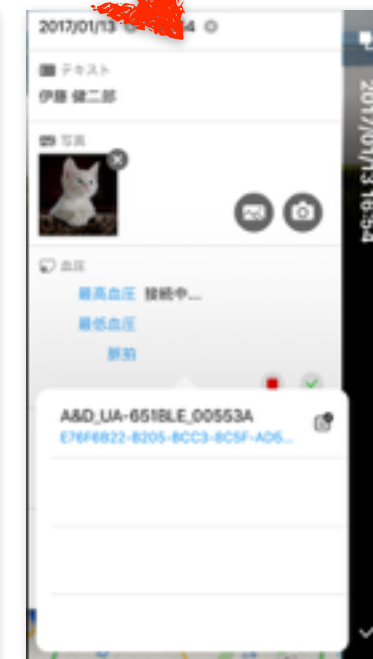 2017/01/13
テキスト
伊藤 健二郎
写真
血圧
最高血圧 接続中...
最低血圧
脈拍
A&D_UA-651BLE_00553A
E76F6B22-B205-BCC3-8C5F-AD5...
2017/01/13 16:54